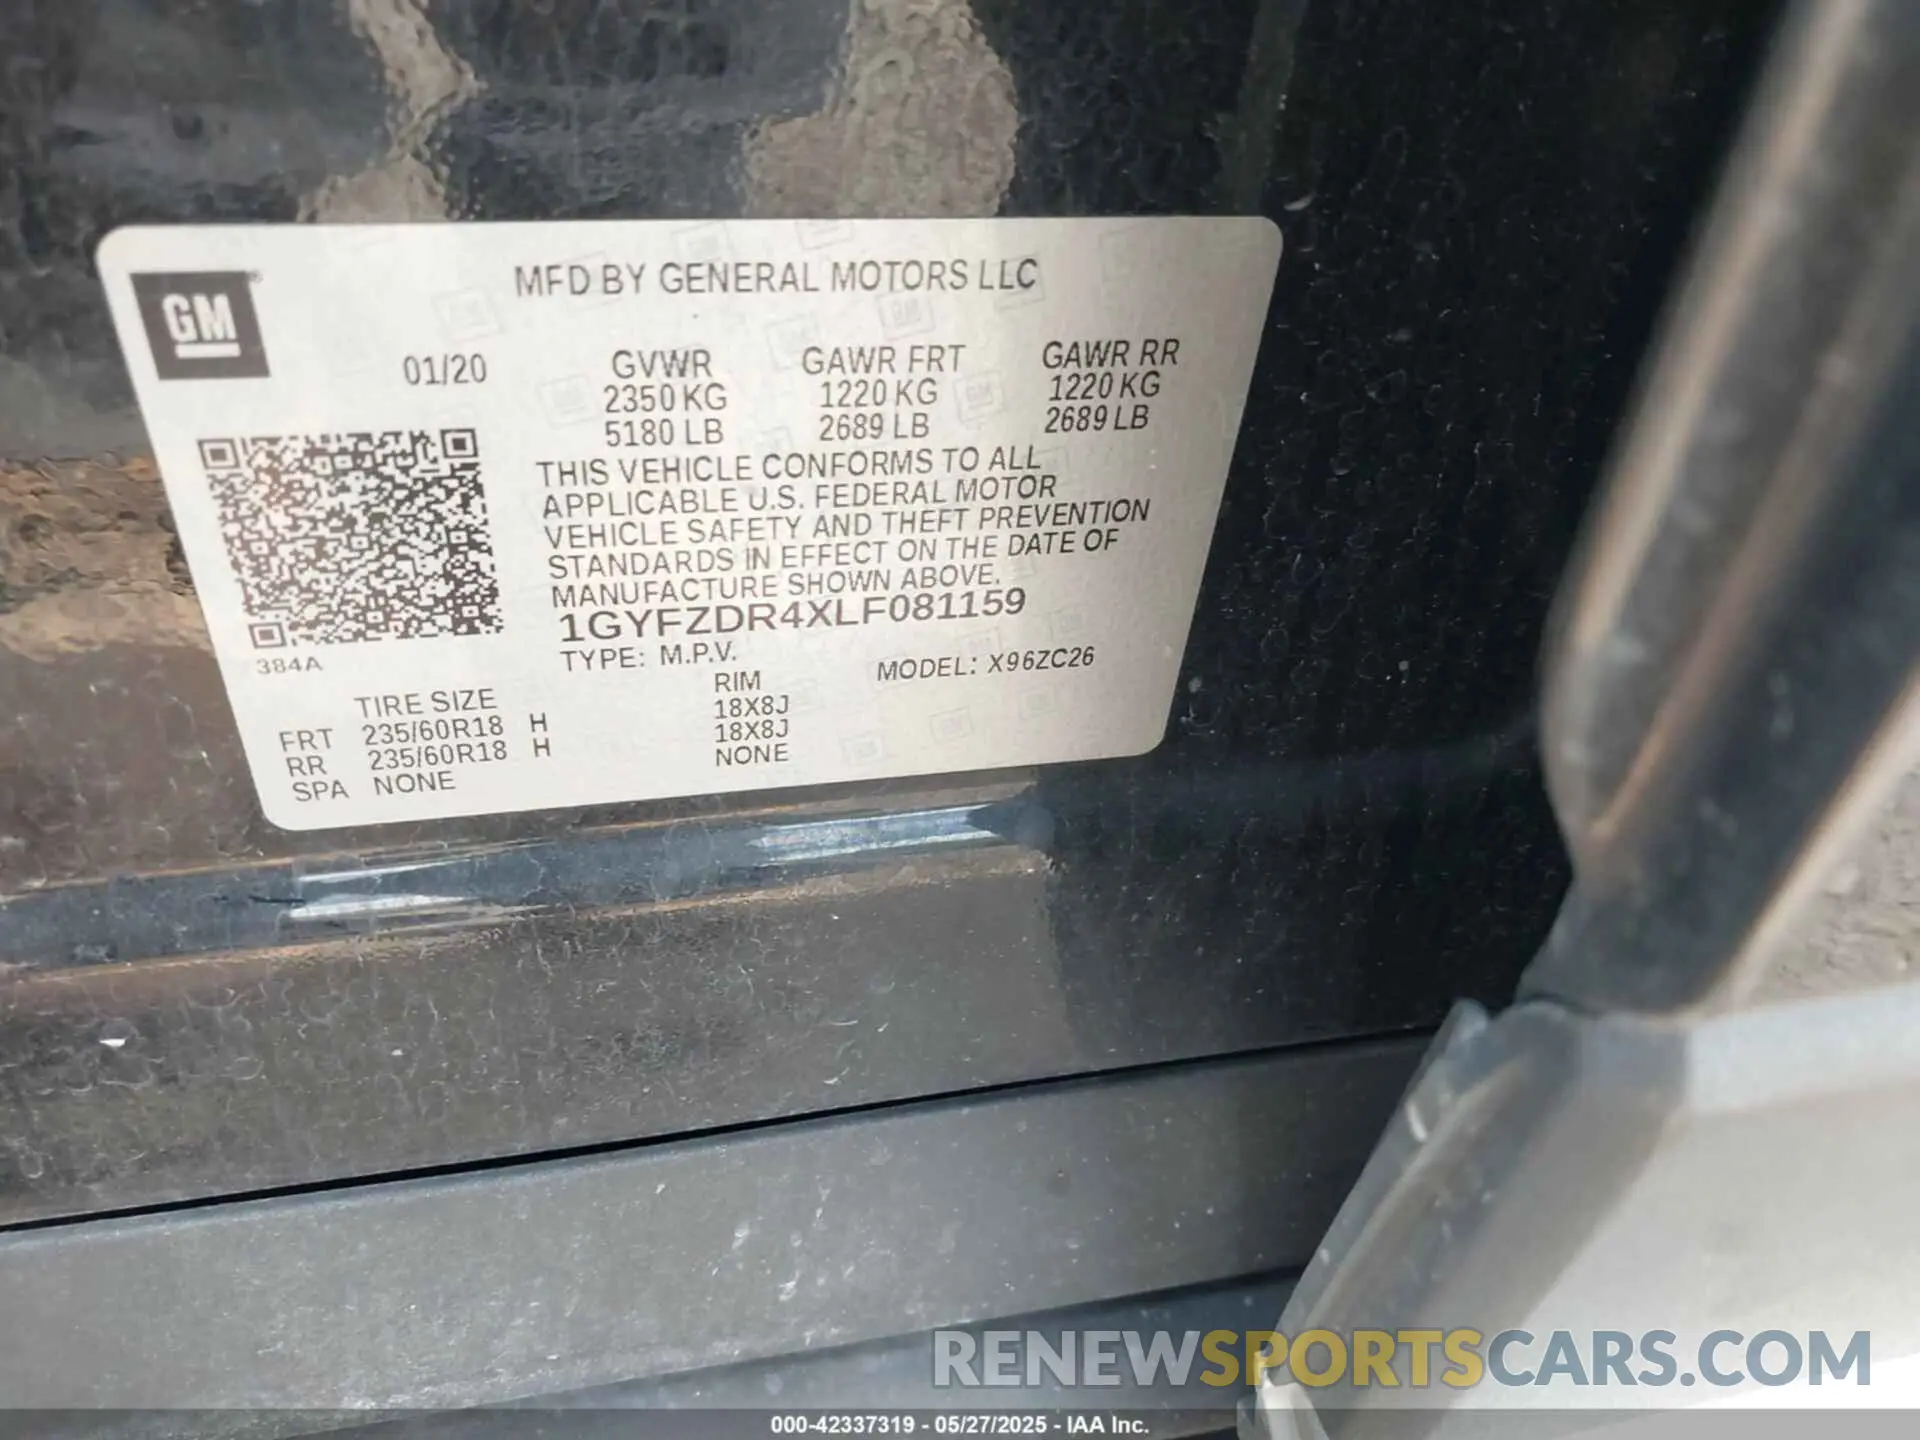 GM
MFD BY GENERAL MOTORS LLC
01/20
GVWR GAWR FRT GAWR RR
2350 KG 1220 KG 1220 KG
5180 LB 2689 LB 2689 LB
THIS VEHICLE CONFORMS TO ALL
APPLICABLE U.S. FEDERAL MOTOR
VEHICLE SAFETY AND THEFT PREVENTION
STANDARDS IN EFFECT ON THE DATE OF
MANUFACTURE SHOWN ABOVE.
1GYFZDR4XLF081159
384A
TYPE: M.P.V. MODEL: X96ZC26
TIRE SIZE RIM
FRT 235/60R18 H 18X8J
RR 235/60R18 H 18X8J
SPA NONE NONE
RENEWSPORTSCARS.COM
000-42337319 - 05/27/2025 - IAA Inc.